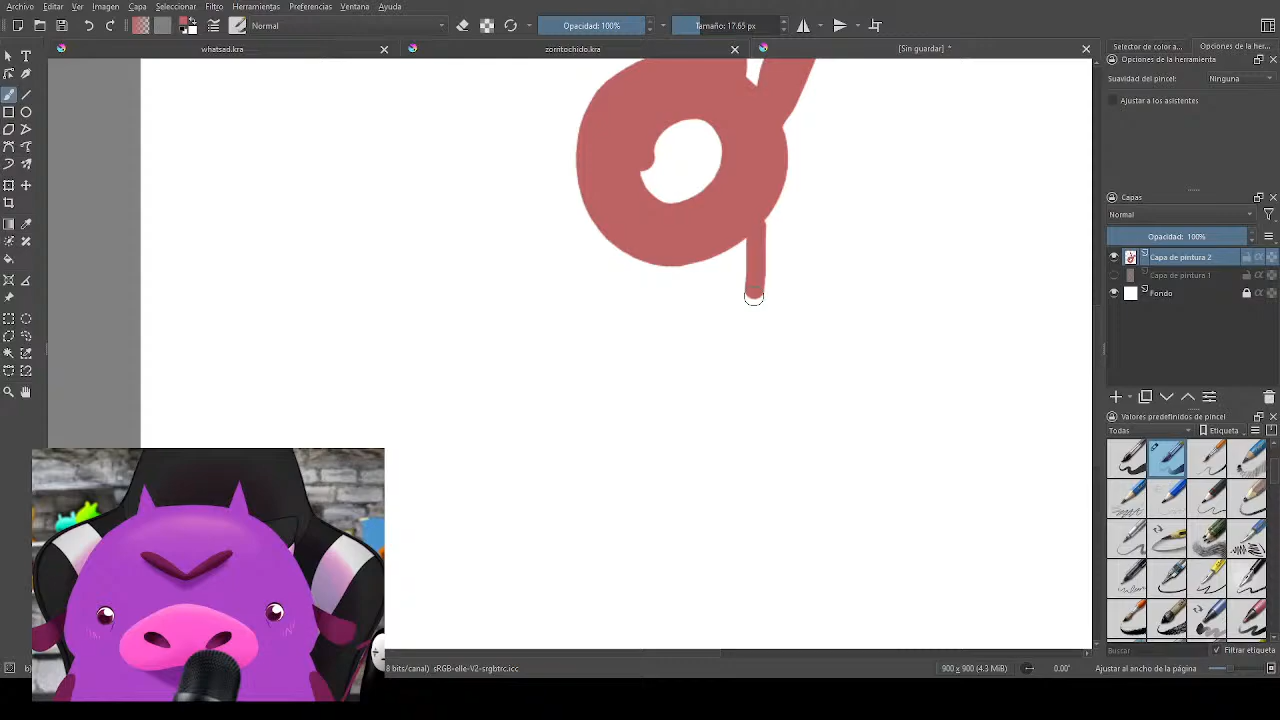 Archivo Editar Ver Imagen Capa Seleccionar Filtro Herramientas Preferencias Ventana Ayuda
Normal Opacidad: 100% Tamaño: 17.65 px
whatsad.kra zorritochido.kra [Sin guardar] * Selector de color a... Opciones de la her...
Opciones de la herramienta
Suavidad del pincel: Ninguna
Ajustar a los asistentes
Capas
Normal
Opacidad: 100%
Capa de pintura 2
Capa de pintura 1
Fondo
Valores predefinidos de pincel
Todas Etiqueta
Buscar Filtrar etiqueta
8 bits/canal) sRGB-elle-V2-srgbtrc.icc 900 x 900 (4.3 MiB) 0.00° Ajustar al ancho de la página